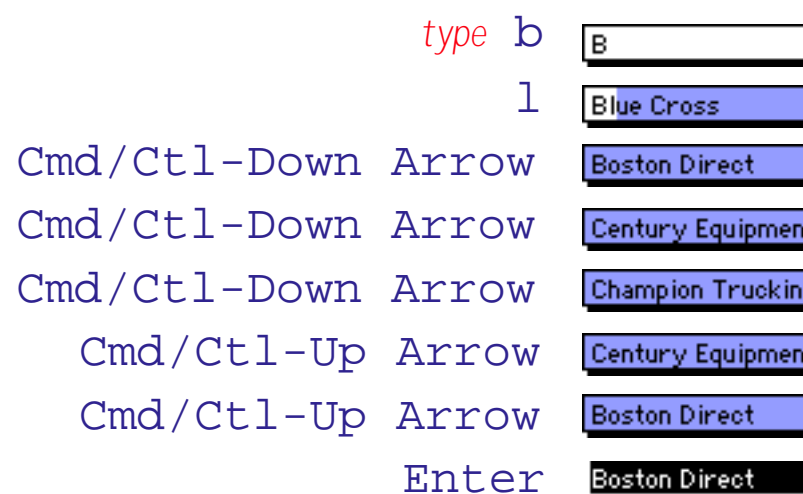 type b B
l Blue Cross
Cmd/Ctl-Down Arrow Boston Direct
Cmd/Ctl-Down Arrow Century Equipmen
Cmd/Ctl-Down Arrow Champion Truckin
Cmd/Ctl-Up Arrow Century Equipmen
Cmd/Ctl-Up Arrow Boston Direct
Enter Boston Direct